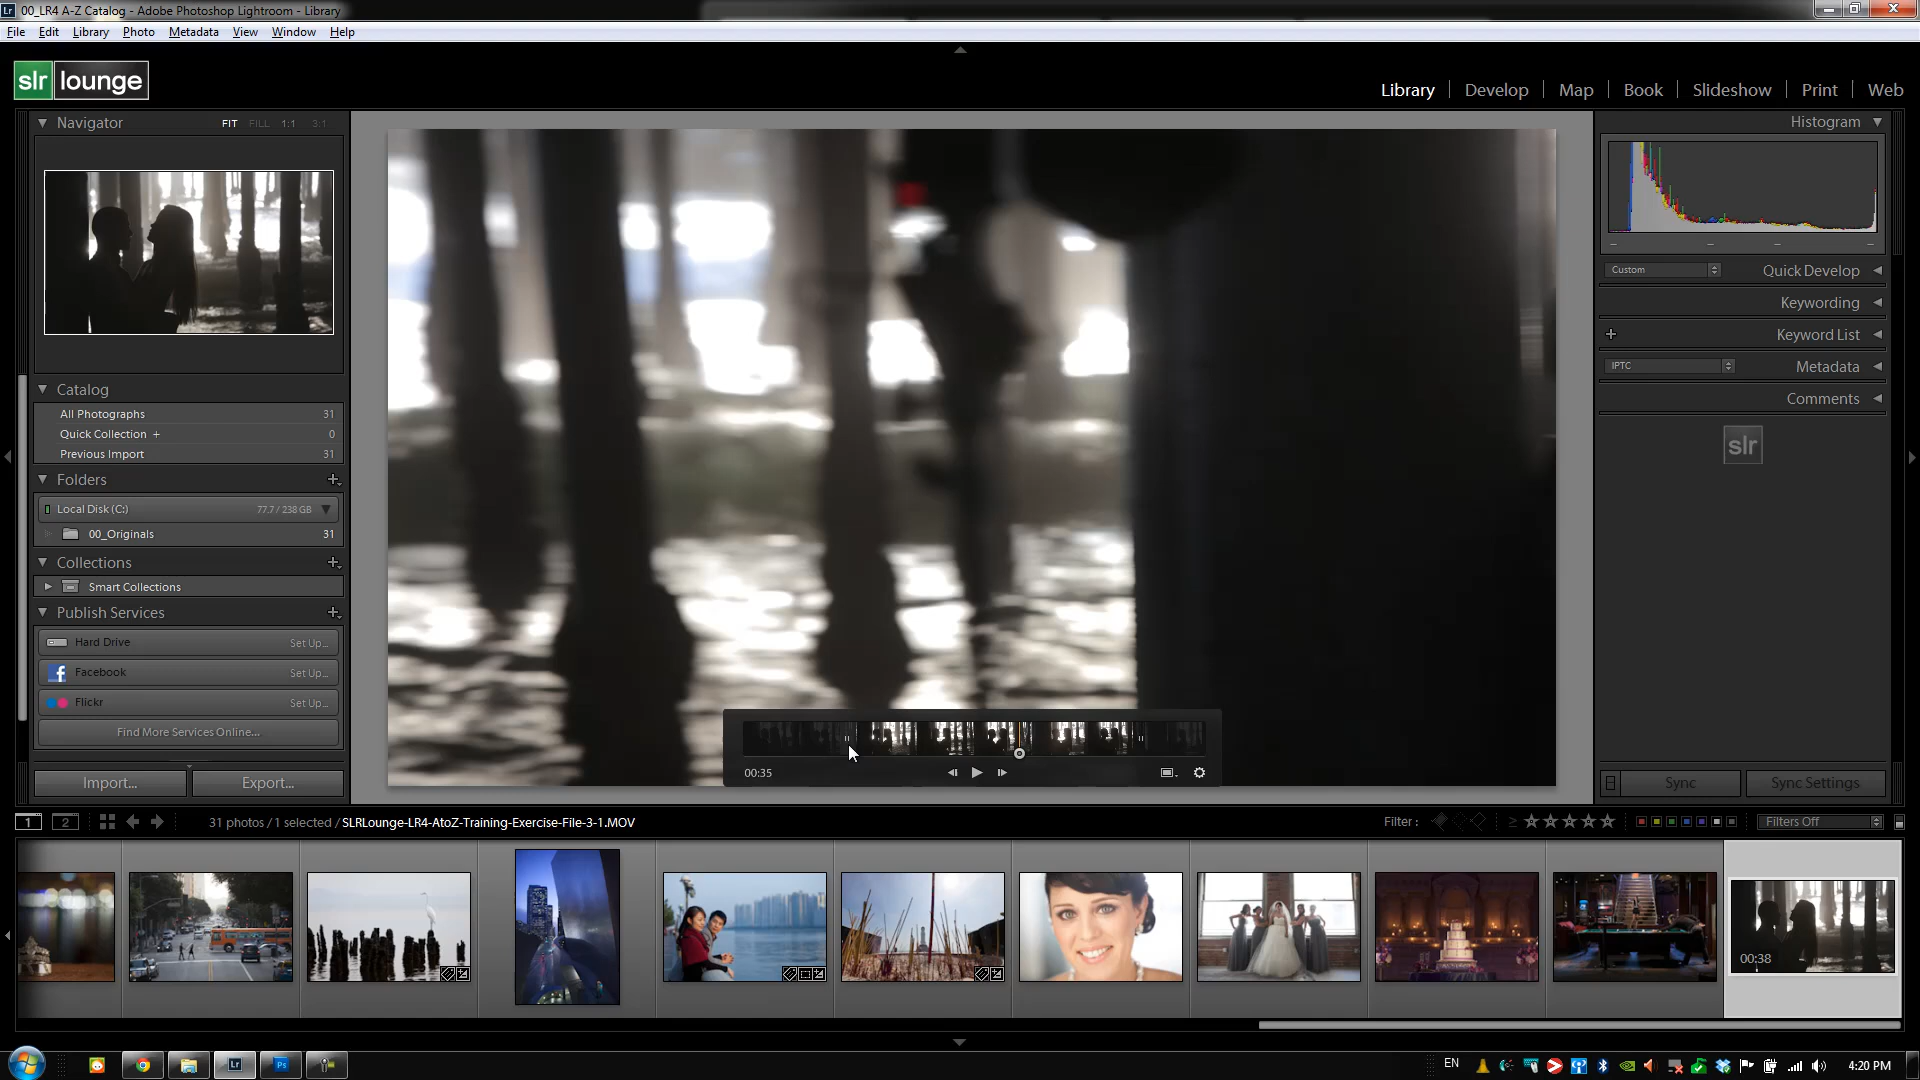 00_LR4 A-Z Catalog - Adobe Photoshop Lightroom - Library
File Edit Library Photo Metadata View Window Help
slr lounge
Library Develop Map Book Slideshow Print Web
Navigator FIT FILL 1:1 3:1
Histogram
Custom Quick Develop
Keywording
Keyword List
IPTC Metadata
Comments
slr
Catalog
All Photographs 31
Quick Collection + 0
Previous Import 31
Folders
Local Disk (C:) 77.7 / 238 GB
00_Originals 31
Collections
Smart Collections
Publish Services
Hard Drive Set Up...
Facebook Set Up...
Flickr Set Up...
Find More Services Online...
Import... Export...
00:35
Sync Sync Settings
1 2 31 photos / 1 selected / SLRLounge-LR4-AtoZ-Training-Exercise-File-3-1.MOV
Filter : Filters Off
00:38
Lr Ps
EN 4:20 PM